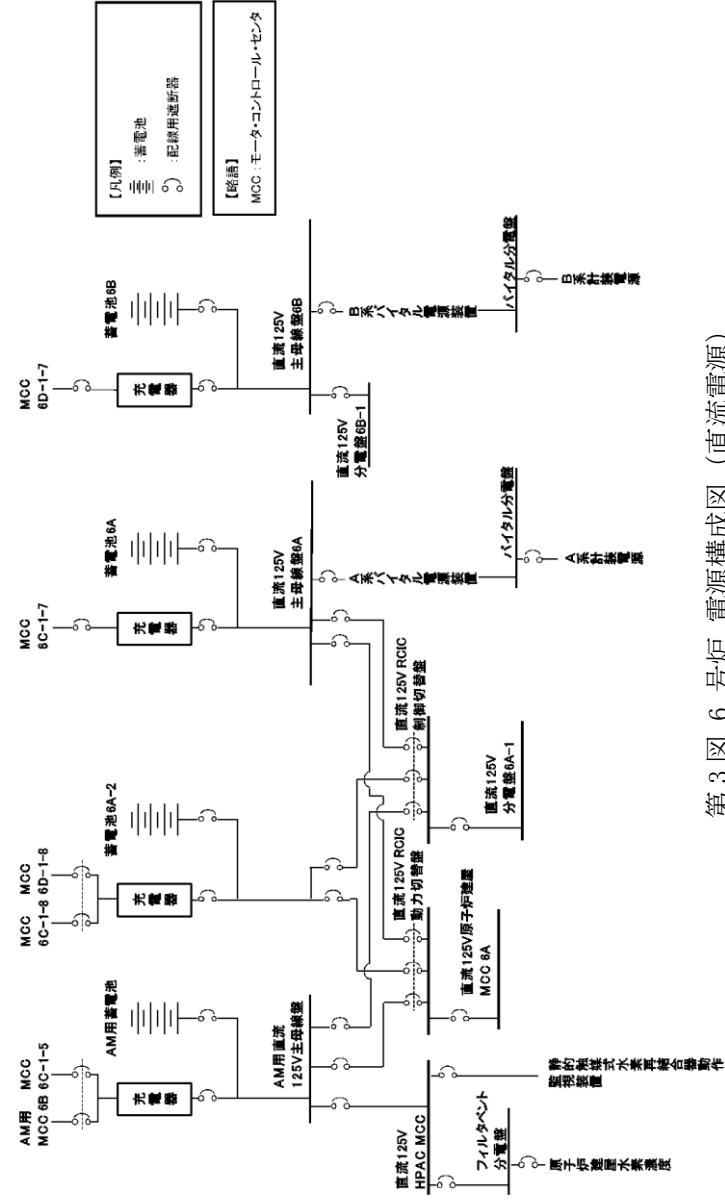 AM用
MCC 6B
MCC
6C-1-5
充電器
AM用蓄電池
AM用直流
125V主母線盤
直流125V
HPAC MCC
フィルタベント
分電盤
原子炉建屋水素濃度
静的触媒式水素再結合器動作
監視装置
MCC
6C-1-8
MCC
6D-1-8
充電器
蓄電池6A-2
直流125V RCIC
動力切替盤
直流125V原子炉建屋
MCC 6A
直流125V RCIC
制御切替盤
直流125V
分電盤6A-1
MCC
6C-1-7
充電器
蓄電池6A
直流125V
主母線盤6A
A系バイタル電源装置
バイタル分電盤
A系計装電源
MCC
6D-1-7
充電器
蓄電池6B
直流125V
主母線盤6B
直流125V
分電盤6B-1
B系バイタル電源装置
バイタル分電盤
B系計装電源
【凡例】
：蓄電池
：配線用遮断器
【略語】
MCC ：モータ・コントロール・センタ
第3図 6 号炉 電源構成図（直流電源）